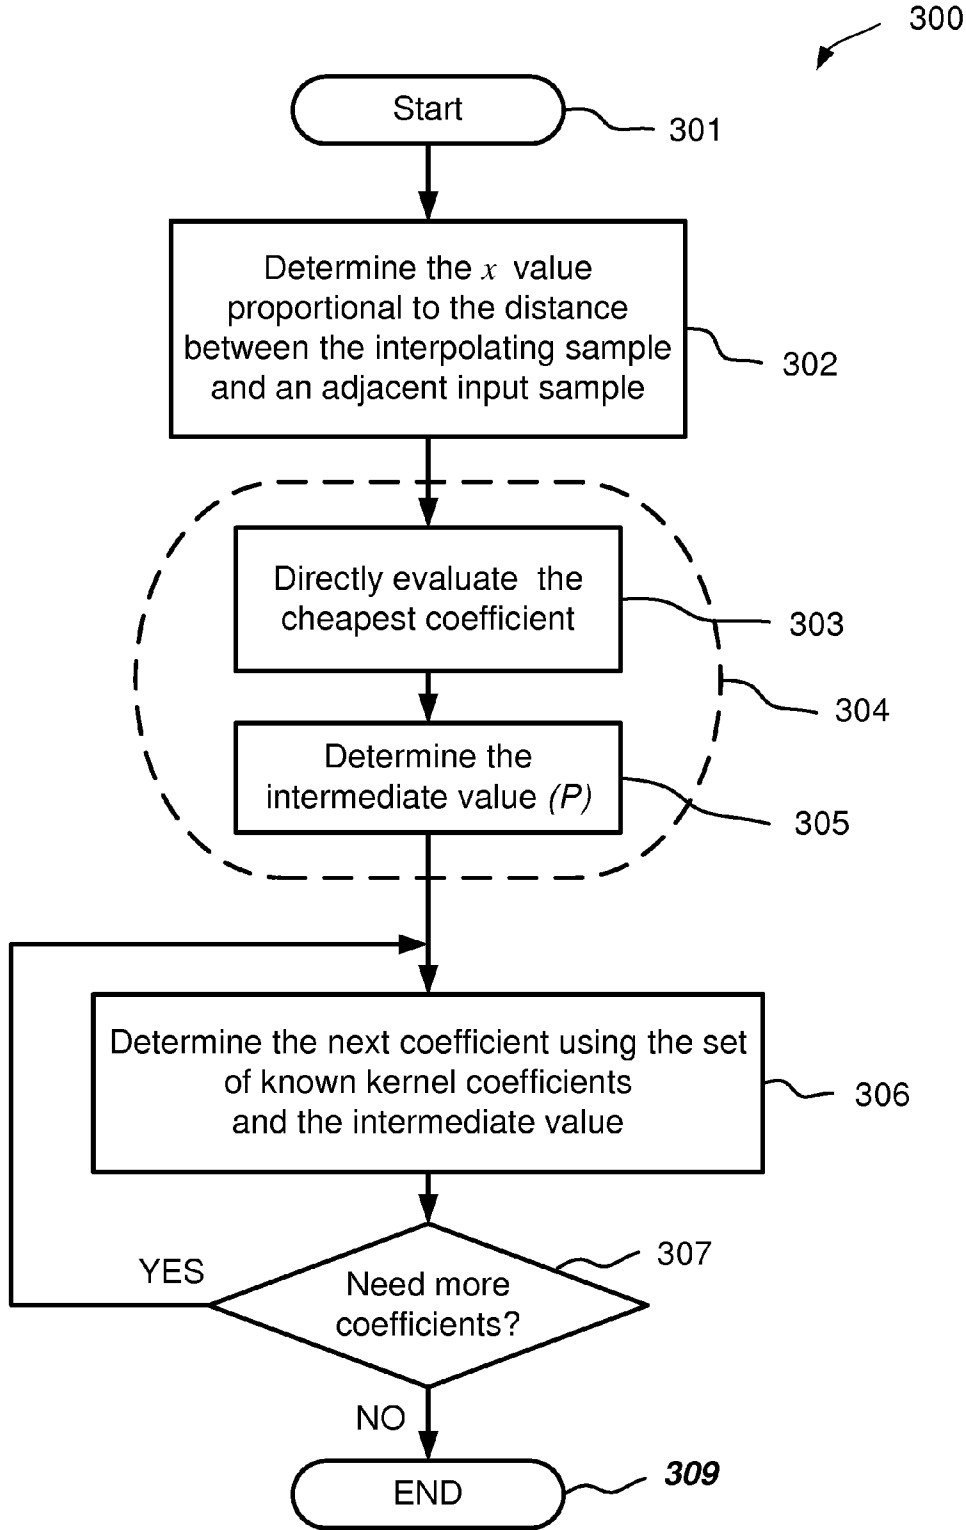 300
Start
301
Determine the x value
proportional to the distance
between the interpolating sample
and an adjacent input sample
302
Directly evaluate the
cheapest coefficient
303
304
Determine the
intermediate value (P)
305
Determine the next coefficient using the set
of known kernel coefficients
and the intermediate value
306
307
YES
Need more
coefficients?
NO
END
309